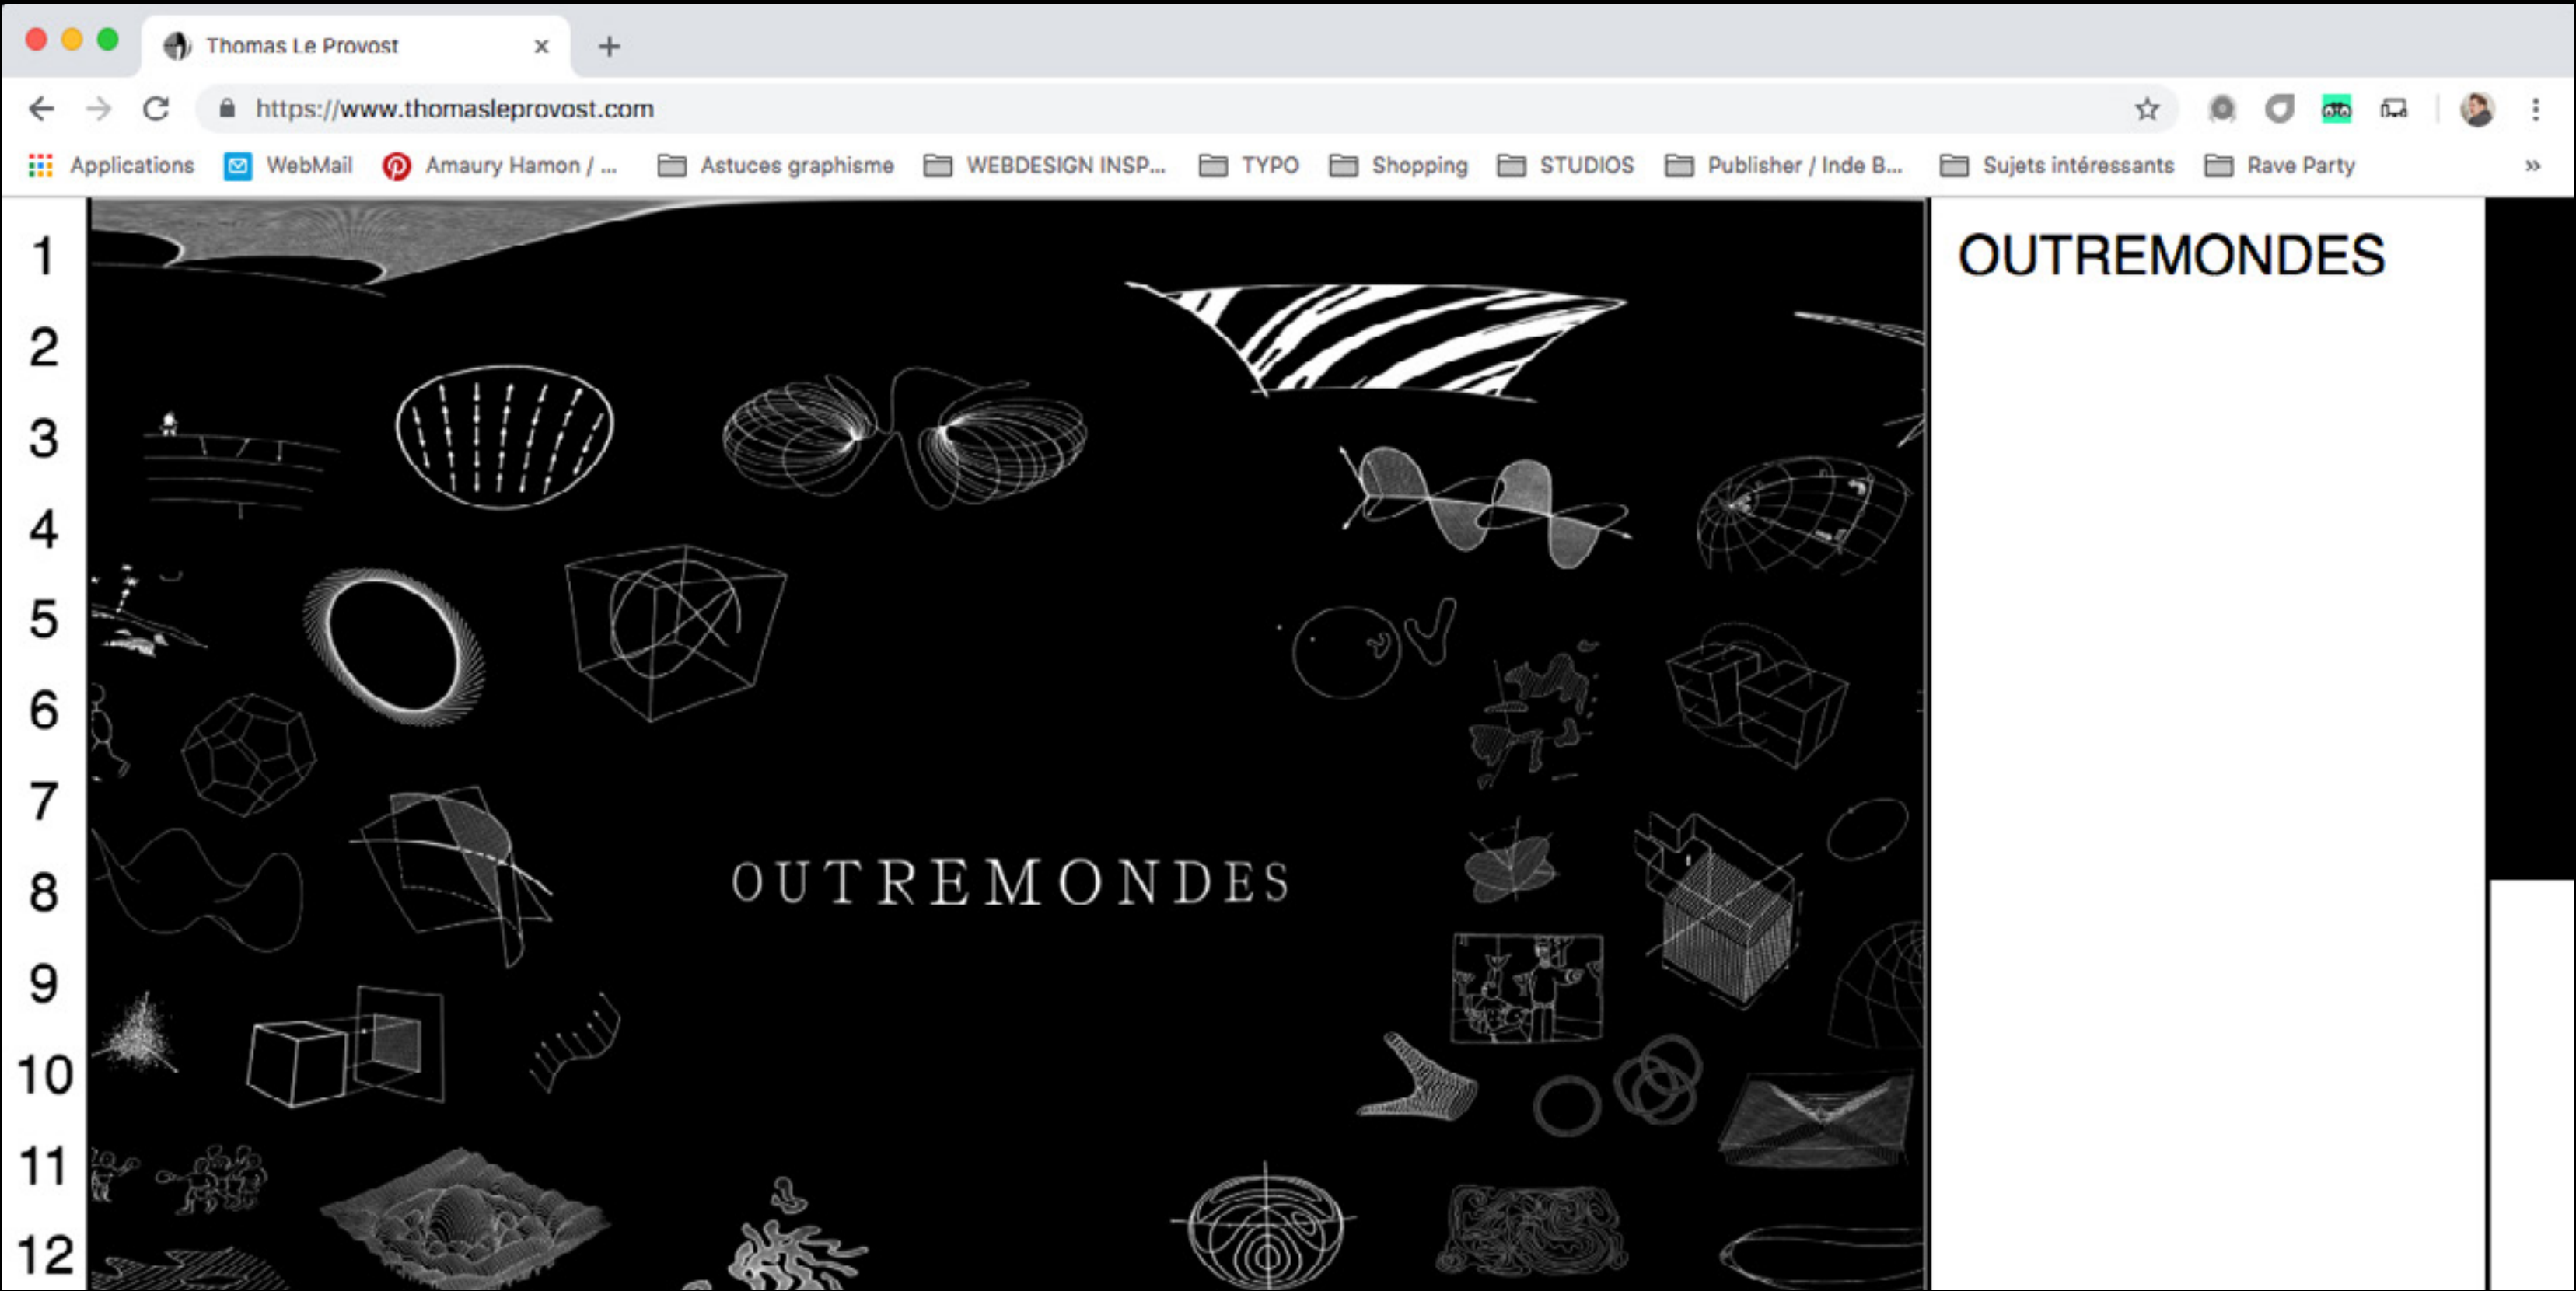 Thomas Le Provost
https://www.thomasleprovost.com
Applications WebMail Amaury Hamon / ... Astuces graphisme WEBDESIGN INSP... TYPO Shopping STUDIOS Publisher / Inde B... Sujets intéressants Rave Party »
1
2
3
4
5
6
7
8
9
10
11
12
OUTREMONDES
OUTREMONDES